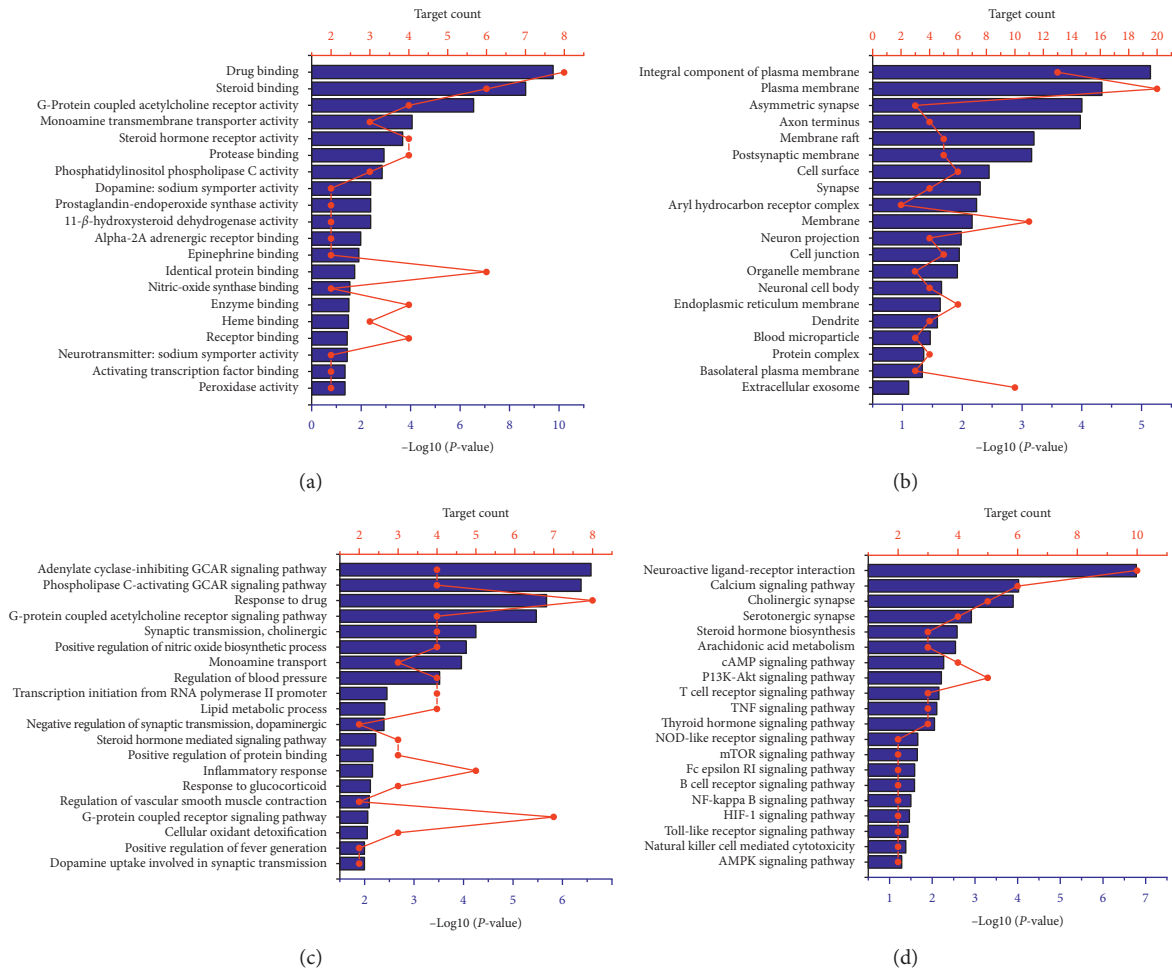 Target count
2 3 4 5 6 7 8
Drug binding
Steroid binding
G-Protein coupled acetylcholine receptor activity
Monoamine transmembrane transporter activity
Steroid hormone receptor activity
Protease binding
Phosphatidylinositol phospholipase C activity
Dopamine: sodium symporter activity
Prostaglandin-endoperoxide synthase activity
11-β-hydroxysteroid dehydrogenase activity
Alpha-2A adrenergic receptor binding
Epinephrine binding
Identical protein binding
Nitric-oxide synthase binding
Enzyme binding
Heme binding
Receptor binding
Neurotransmitter: sodium symporter activity
Activating transcription factor binding
Peroxidase activity
0 2 4 6 8 10
–Log10 (P-value)
(a)
Target count
0 2 4 6 8 10 12 14 16 18 20
Integral component of plasma membrane
Plasma membrane
Asymmetric synapse
Axon terminus
Membrane raft
Postsynaptic membrane
Cell surface
Synapse
Aryl hydrocarbon receptor complex
Membrane
Neuron projection
Cell junction
Organelle membrane
Neuronal cell body
Endoplasmic reticulum membrane
Dendrite
Blood microparticle
Protein complex
Basolateral plasma membrane
Extracellular exosome
1 2 3 4 5
–Log10 (P-value)
(b)
Target count
2 3 4 5 6 7 8
Adenylate cyclase-inhibiting GCAR signaling pathway
Phospholipase C-activating GCAR signaling pathway
Response to drug
G-protein coupled acetylcholine receptor signaling pathway
Synaptic transmission, cholinergic
Positive regulation of nitric oxide biosynthetic process
Monoamine transport
Regulation of blood pressure
Transcription initiation from RNA polymerase II promoter
Lipid metabolic process
Negative regulation of synaptic transmission, dopaminergic
Steroid hormone mediated signaling pathway
Positive regulation of protein binding
Inflammatory response
Response to glucocorticoid
Regulation of vascular smooth muscle contraction
G-protein coupled receptor signaling pathway
Cellular oxidant detoxification
Positive regulation of fever generation
Dopamine uptake involved in synaptic transmission
2 3 4 5 6
–Log10 (P-value)
(c)
Target count
2 4 6 8 10
Neuroactive ligand-receptor interaction
Calcium signaling pathway
Cholinergic synapse
Serotonergic synapse
Steroid hormone biosynthesis
Arachidonic acid metabolism
cAMP signaling pathway
P13K-Akt signaling pathway
T cell receptor signaling pathway
TNF signaling pathway
Thyroid hormone signaling pathway
NOD-like receptor signaling pathway
mTOR signaling pathway
Fc epsilon RI signaling pathway
B cell receptor signaling pathway
NF-kappa B signaling pathway
HIF-1 signaling pathway
Toll-like receptor signaling pathway
Natural killer cell mediated cytotoxicity
AMPK signaling pathway
1 2 3 4 5 6 7
–Log10 (P-value)
(d)